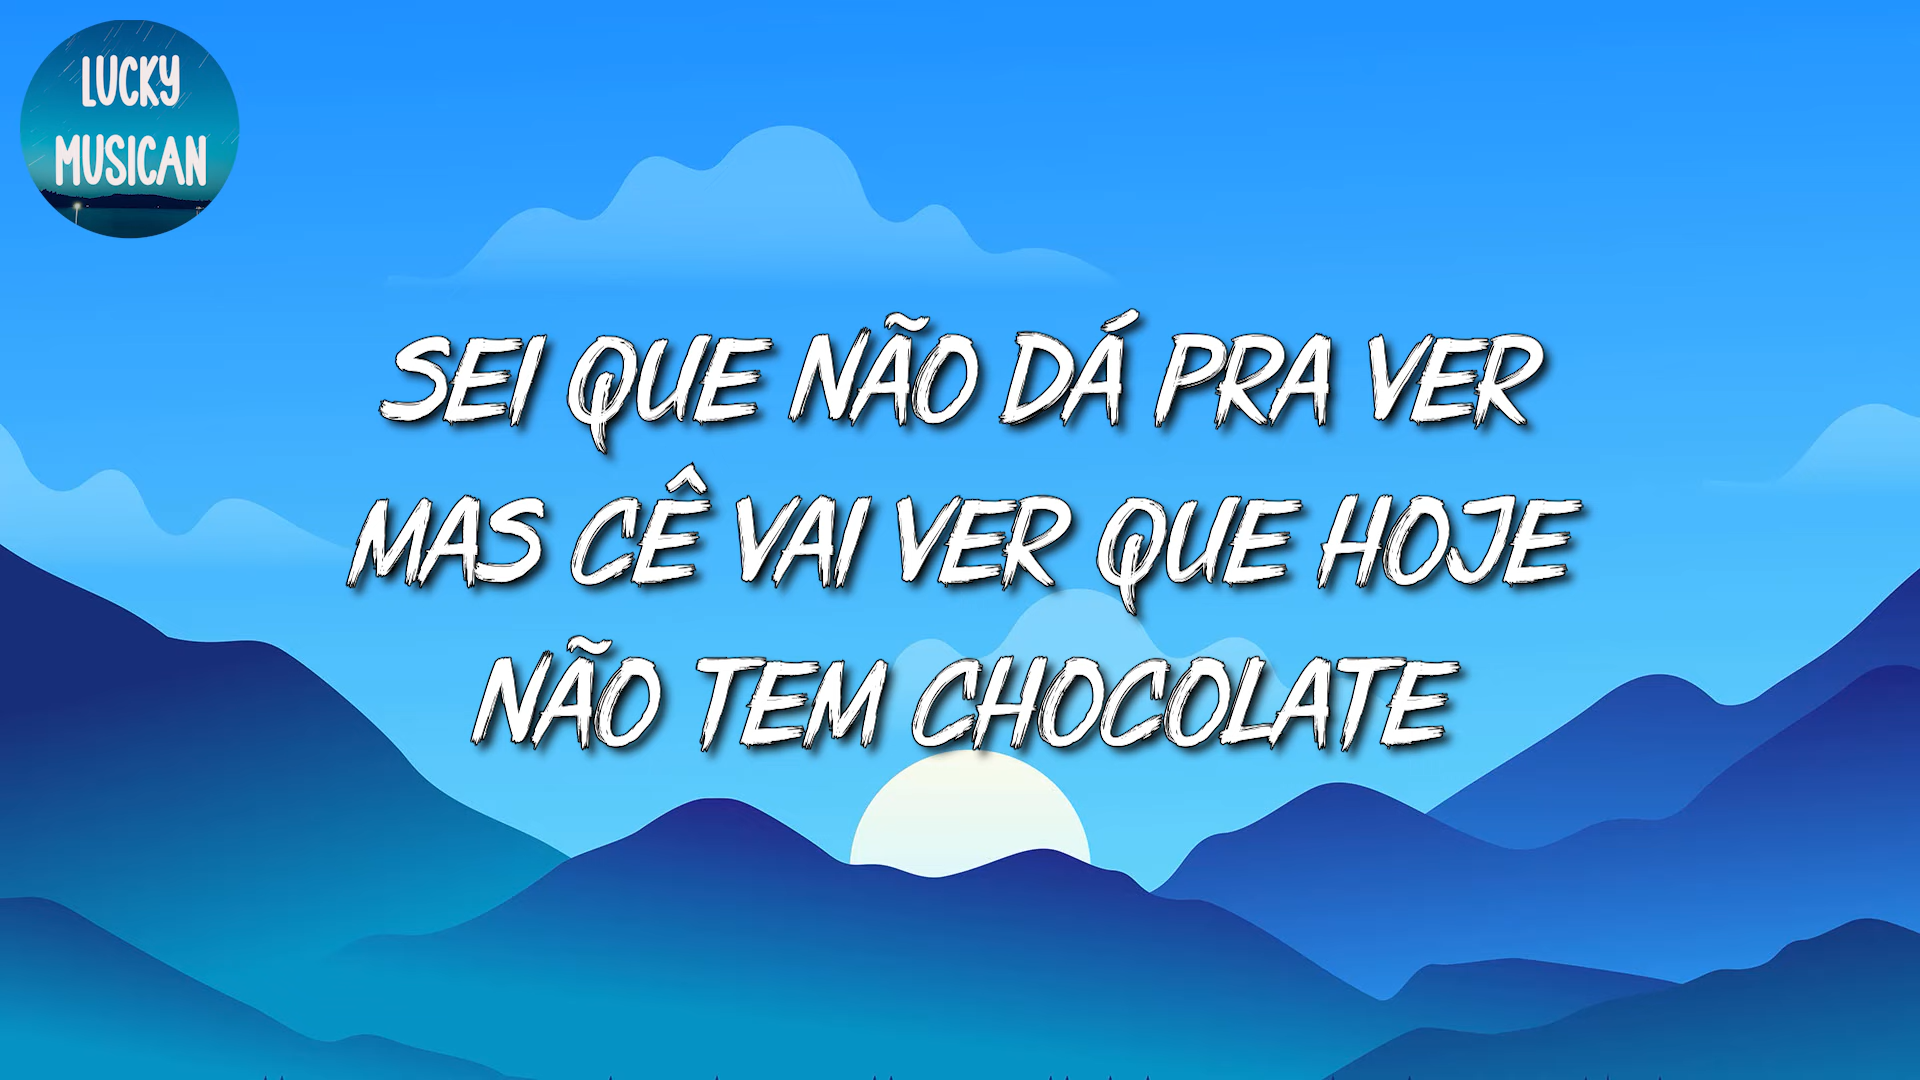 LUCKY
MUSICAN
SEI QUE NÃO DÁ PRA VER
MAS CÊ VAI VER QUE HOJE
NÃO TEM CHOCOLATE